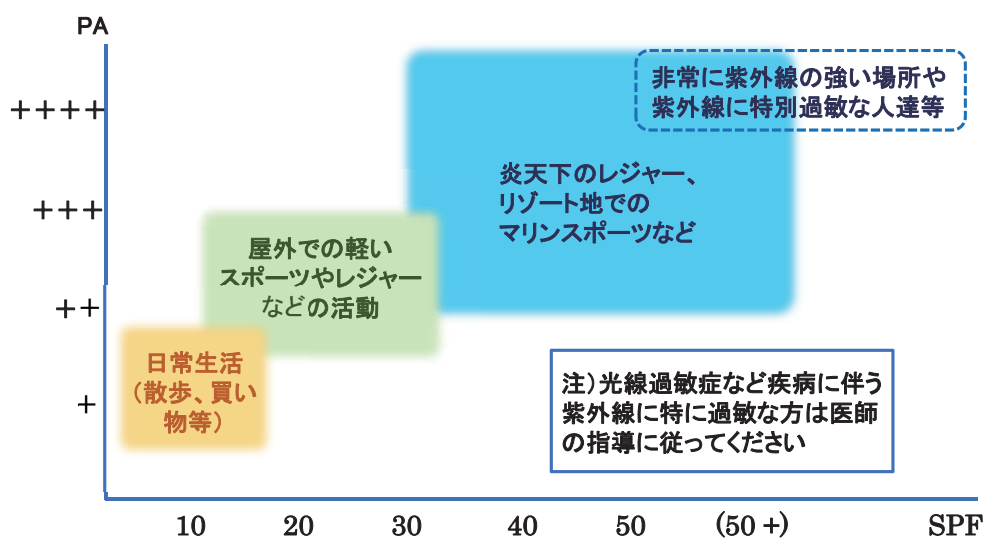 PA
++++
+++
++
+
非常に紫外線の強い場所や
紫外線に特別過敏な人達等
炎天下のレジャー、
リゾート地での
マリンスポーツなど
屋外での軽い
スポーツやレジャー
などの活動
日常生活
（散歩、買い
物等）
注）光線過敏症など疾病に伴う
紫外線に特に過敏な方は医師
の指導に従ってください
10 20 30 40 50 (50+) SPF